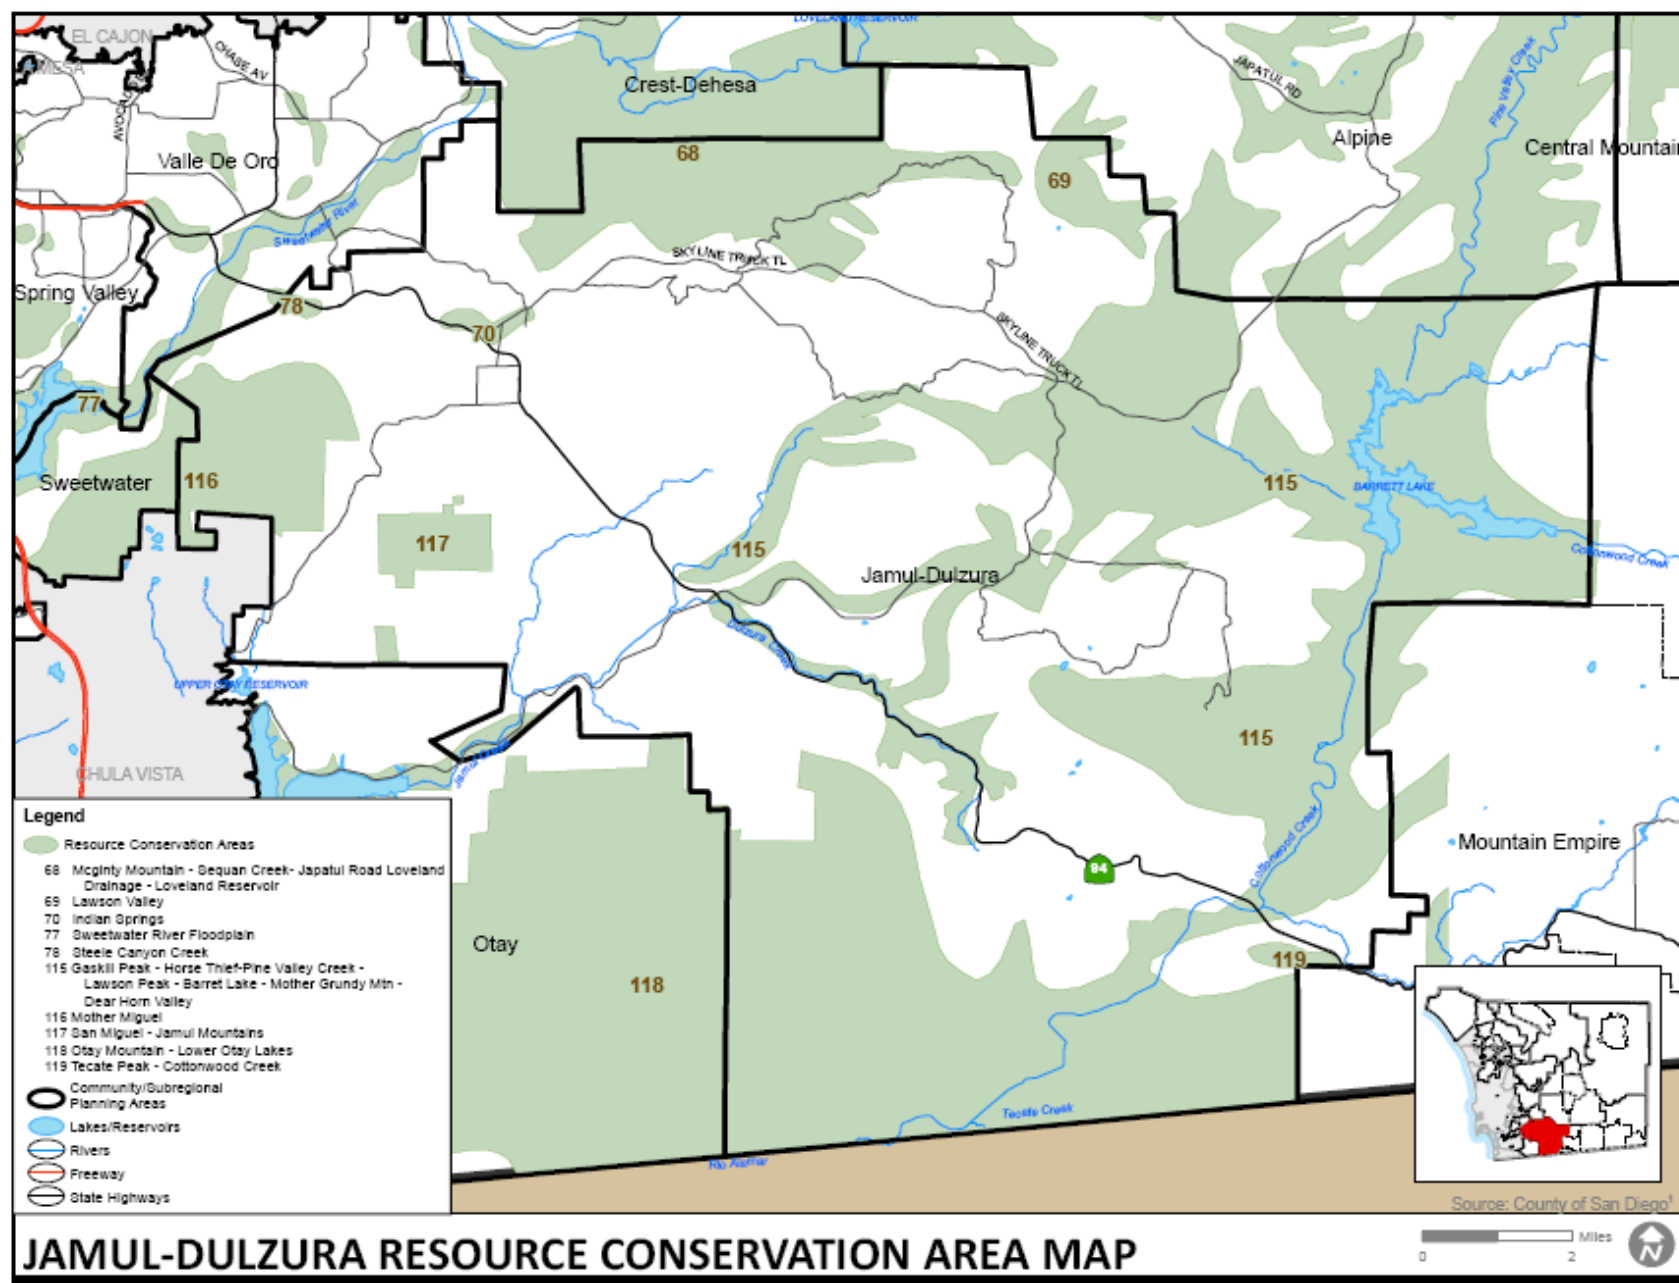 LOVELAND RESERVOIR
EL CAJON
CHASE AV
Crest-Dehesa
JAPATUL RD
Pine Valley Creek
Alpine
Central Mountain
Valle De Oro
68
69
Sweetwater River
SKYLINE TRUCK TL
Spring Valley
78
70
SKYLINE TRUCK TL
77
Sweetwater
116
115
BARRETT LAKE
117
115
Cottonwood Creek
Jamul-Dulzura
Dulzura Creek
UPPER OTAY RESERVOIR
115
Jamul Creek
CHULA VISTA
Cottonwood Creek
Mountain Empire
94
Otay
119
118
Tecate Creek
Rio Alamar
Legend
Resource Conservation Areas
68 McGinty Mountain - Sequan Creek- Japatul Road Loveland
Drainage - Loveland Reservoir
69 Lawson Valley
70 Indian Springs
77 Sweetwater River Floodplain
78 Steele Canyon Creek
115 Gaskill Peak - Horse Thief-Pine Valley Creek -
Lawson Peak - Barret Lake - Mother Grundy Mtn -
Dear Horn Valley
116 Mother Miguel
117 San Miguel - Jamul Mountains
118 Otay Mountain - Lower Otay Lakes
119 Tecate Peak - Cottonwood Creek
Community/Subregional
Planning Areas
Lakes/Reservoirs
Rivers
Freeway
State Highways
Source: County of San Diego¹
JAMUL-DULZURA RESOURCE CONSERVATION AREA MAP
Miles
0 2
N